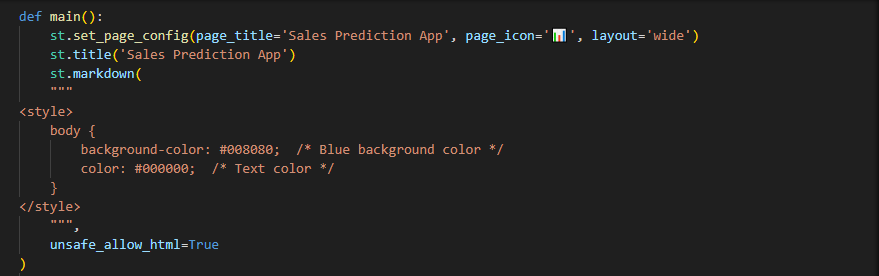 def main():
    st.set_page_config(page_title='Sales Prediction App', page_icon='📊', layout='wide')
    st.title('Sales Prediction App')
    st.markdown(
    """
<style>
    body {
        background-color: #008080;  /* Blue background color */
        color: #000000;  /* Text color */
    }
</style>
    """,
    unsafe_allow_html=True
)